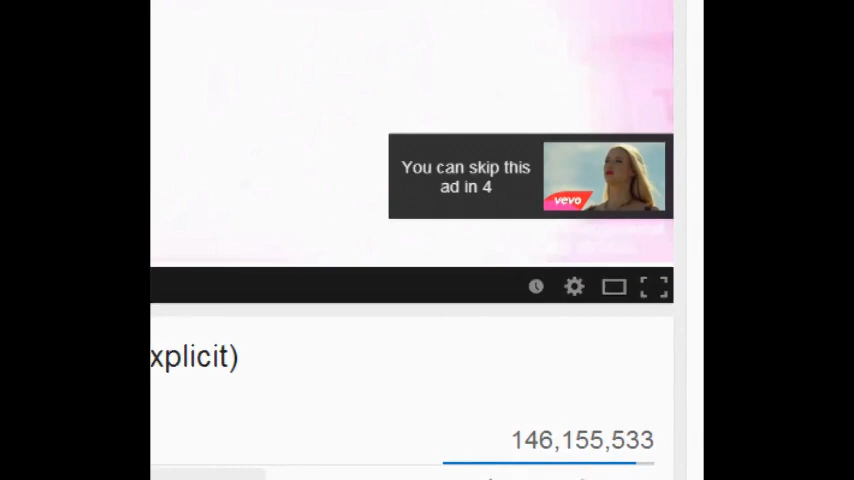 You can skip this
ad in 4
vevo
xplicit)
146,155,533